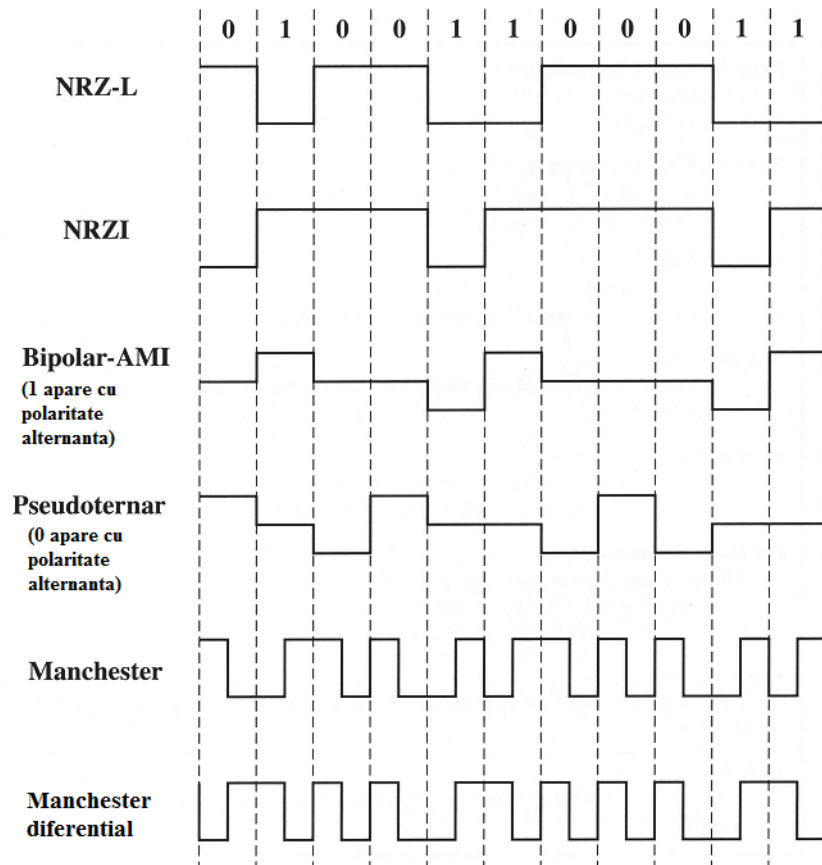 0 1 0 0 1 1 0 0 0 1 1
NRZ-L
NRZI
Bipolar-AMI
(1 apare cu
polaritate
alternanta)
Pseudoternar
(0 apare cu
polaritate
alternanta)
Manchester
Manchester
diferential